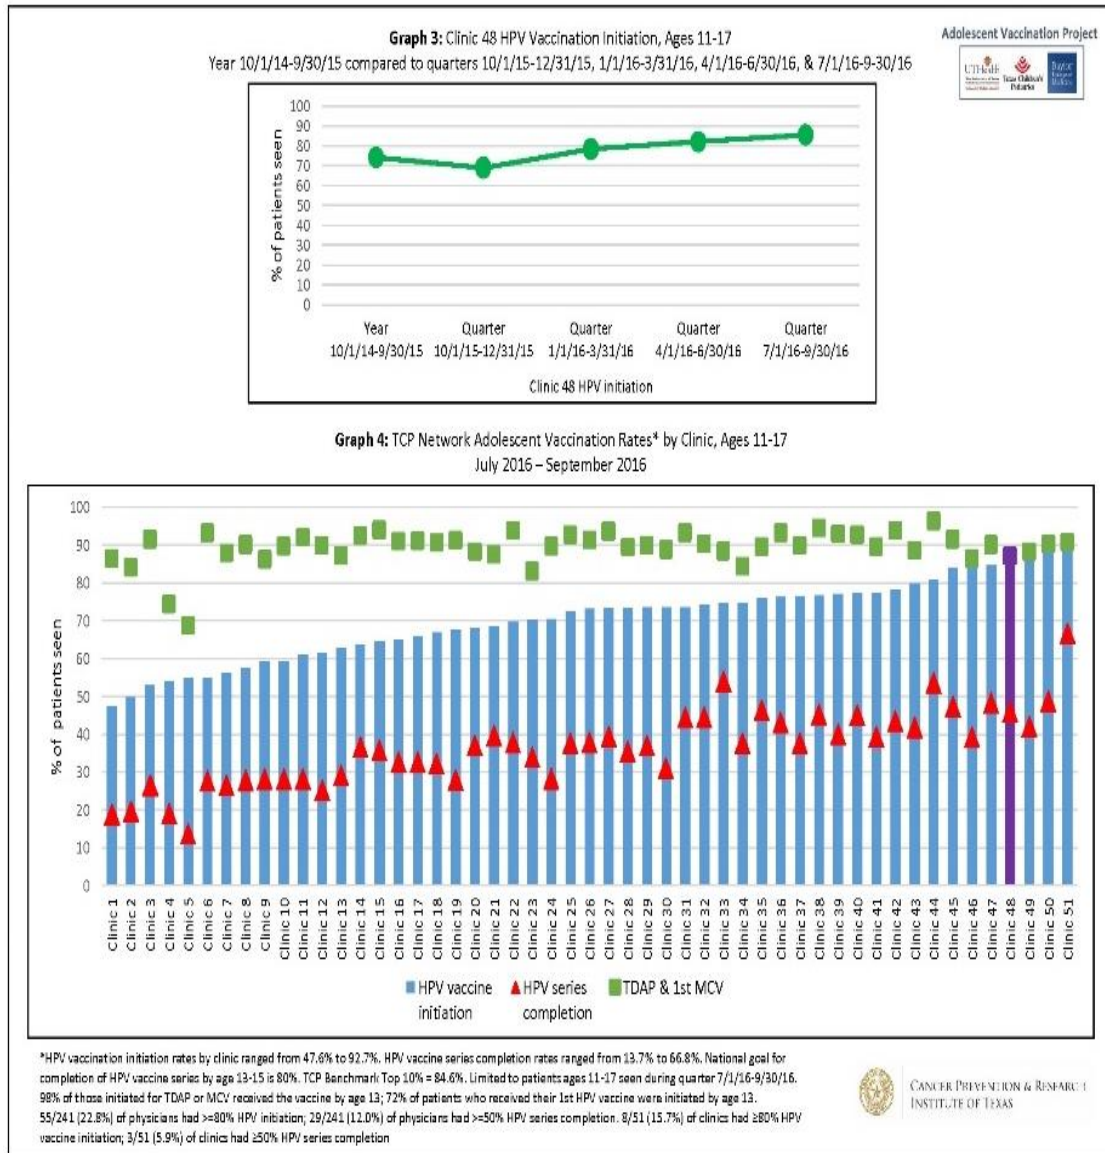 Graph 3: Clinic 48 HPV Vaccination Initiation, Ages 11-17
Year 10/1/14-9/30/15 compared to quarters 10/1/15-12/31/15, 1/1/16-3/31/16, 4/1/16-6/30/16, & 7/1/16-9-30/16
Adolescent Vaccination Project
UTHealth
Texas Children's
Pediatrics
Baylor
College of
Medicine
% of patients seen
100
90
80
70
60
50
40
30
20
10
0
Year
10/1/14-9/30/15
Quarter
10/1/15-12/31/15
Quarter
1/1/16-3/31/16
Quarter
4/1/16-6/30/16
Quarter
7/1/16-9/30/16
Clinic 48 HPV initiation
Graph 4: TCP Network Adolescent Vaccination Rates* by Clinic, Ages 11-17
July 2016 – September 2016
% of patients seen
100
90
80
70
60
50
40
30
20
10
0
Clinic 1
Clinic 2
Clinic 3
Clinic 4
Clinic 5
Clinic 6
Clinic 7
Clinic 8
Clinic 9
Clinic 10
Clinic 11
Clinic 12
Clinic 13
Clinic 14
Clinic 15
Clinic 16
Clinic 17
Clinic 18
Clinic 19
Clinic 20
Clinic 21
Clinic 22
Clinic 23
Clinic 24
Clinic 25
Clinic 26
Clinic 27
Clinic 28
Clinic 29
Clinic 30
Clinic 31
Clinic 32
Clinic 33
Clinic 34
Clinic 35
Clinic 36
Clinic 37
Clinic 38
Clinic 39
Clinic 40
Clinic 41
Clinic 42
Clinic 43
Clinic 44
Clinic 45
Clinic 46
Clinic 47
Clinic 48
Clinic 49
Clinic 50
Clinic 51
HPV vaccine
initiation
HPV series
completion
TDAP & 1st MCV
*HPV vaccination initiation rates by clinic ranged from 47.6% to 92.7%. HPV vaccine series completion rates ranged from 13.7% to 66.8%. National goal for
completion of HPV vaccine series by age 13-15 is 80%. TCP Benchmark Top 10% = 84.6%. Limited to patients ages 11-17 seen during quarter 7/1/16-9/30/16.
98% of those initiated for TDAP or MCV received the vaccine by age 13; 72% of patients who received their 1st HPV vaccine were initiated by age 13.
55/241 (22.8%) of physicians had >=80% HPV initiation; 29/241 (12.0%) of physicians had >=50% HPV series completion. 8/51 (15.7%) of clinics had ≥80% HPV
vaccine initiation; 3/51 (5.9%) of clinics had ≥50% HPV series completion
CANCER PREVENTION & RESEARCH
INSTITUTE OF TEXAS